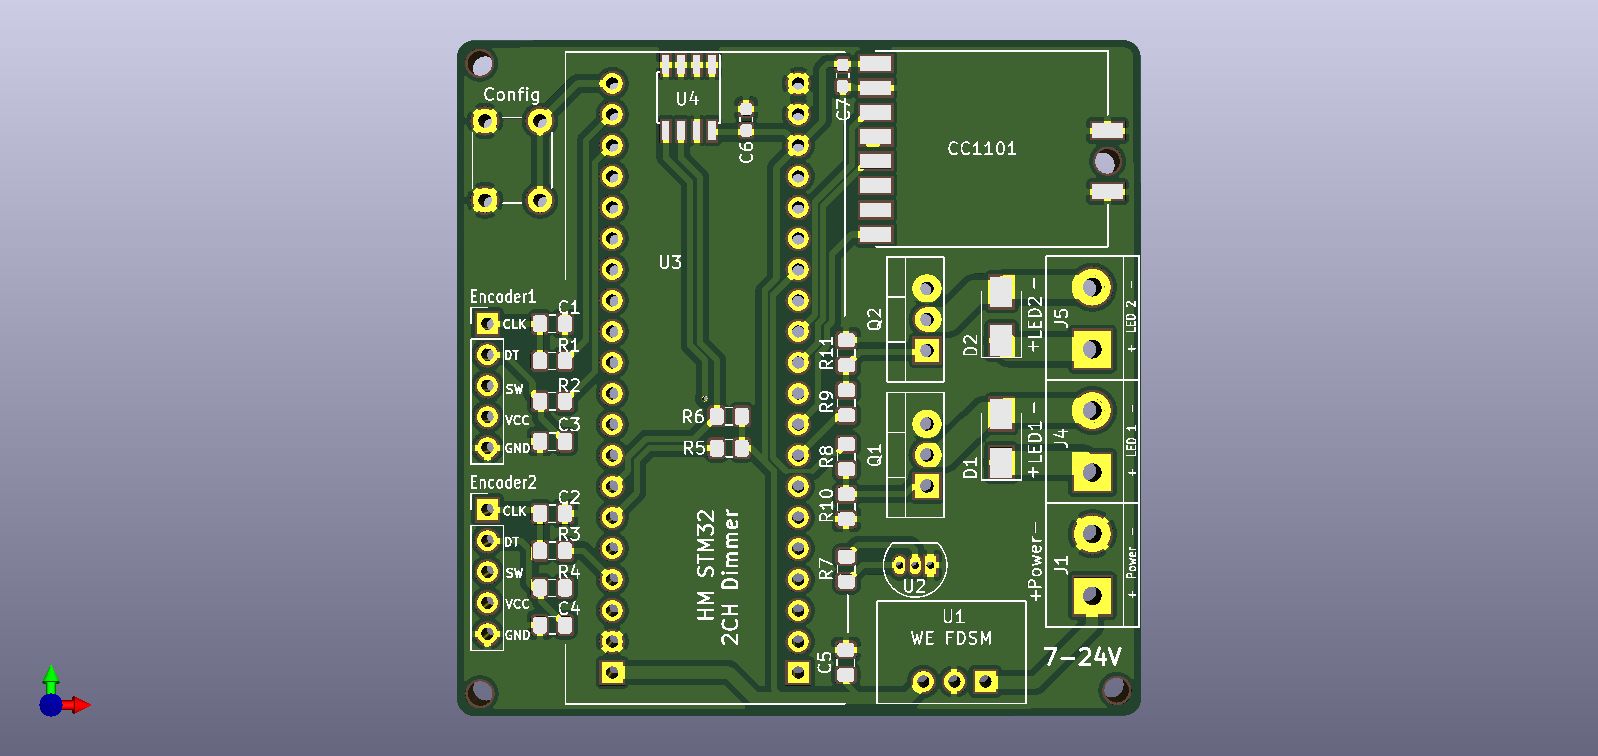 Config
U4
C6
C7
CC1101
U3
Encoder1
CLK
DT
SW
VCC
GND
C1
R1
R2
C3
Encoder2
CLK
DT
SW
VCC
GND
C2
R3
R4
C4
R6
R5
HM STM32
2CH Dimmer
R11
R9
R8
R10
R7
C5
Q2
Q1
D2
+LED2-
J5
+ LED 2 -
D1
+LED1-
J4
+ LED 1 -
+Power-
J1
+ Power -
U2
U1
WE FDSM
7-24V